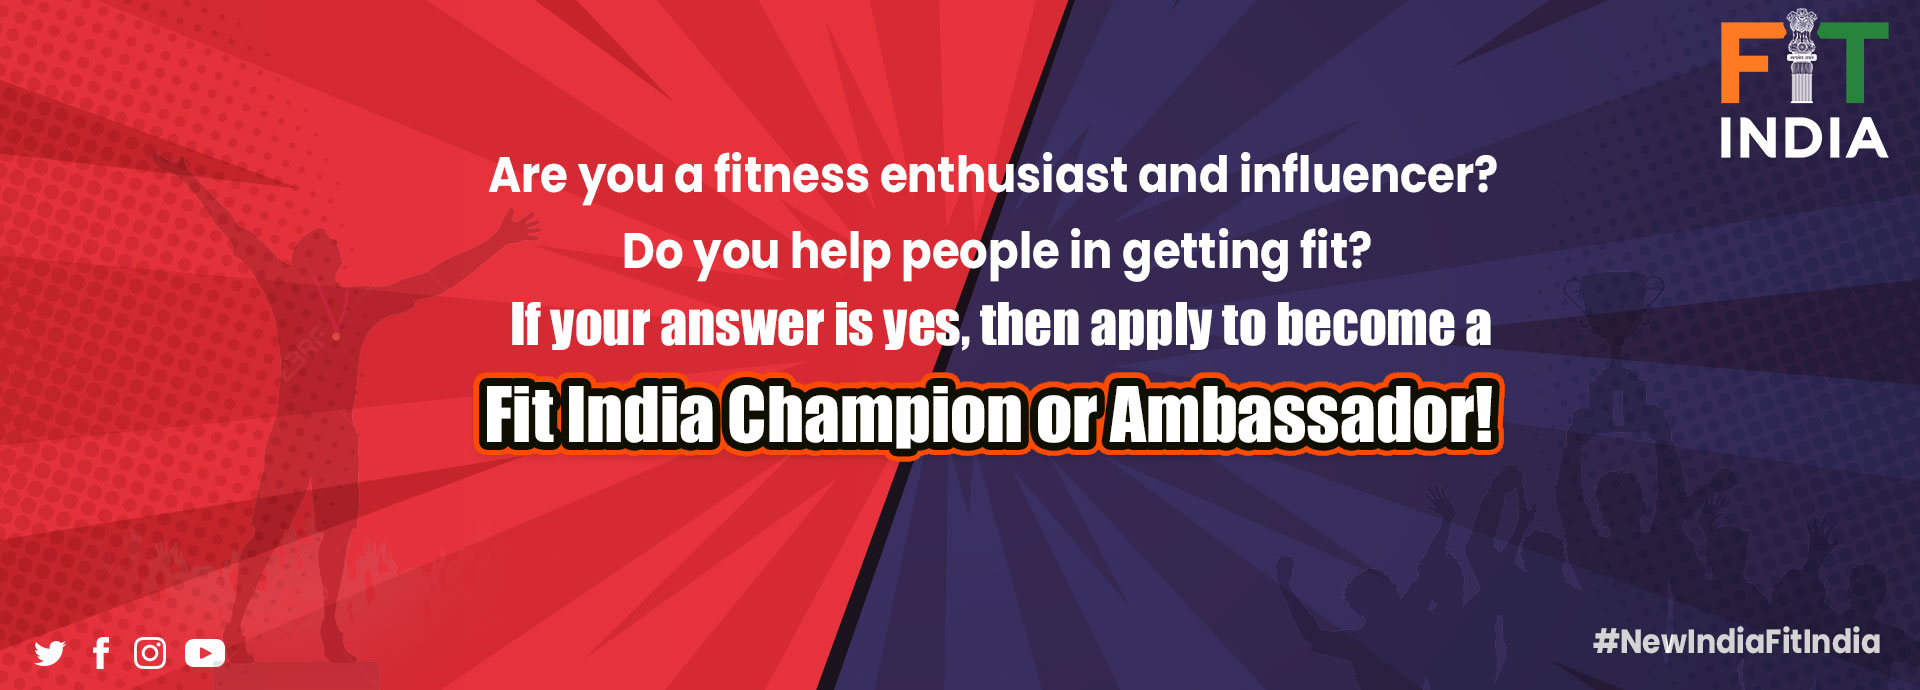 FIT
INDIA
Are you a fitness enthusiast and influencer?
Do you help people in getting fit?
If your answer is yes, then apply to become a
Fit India Champion or Ambassador!
#NewIndiaFitIndia